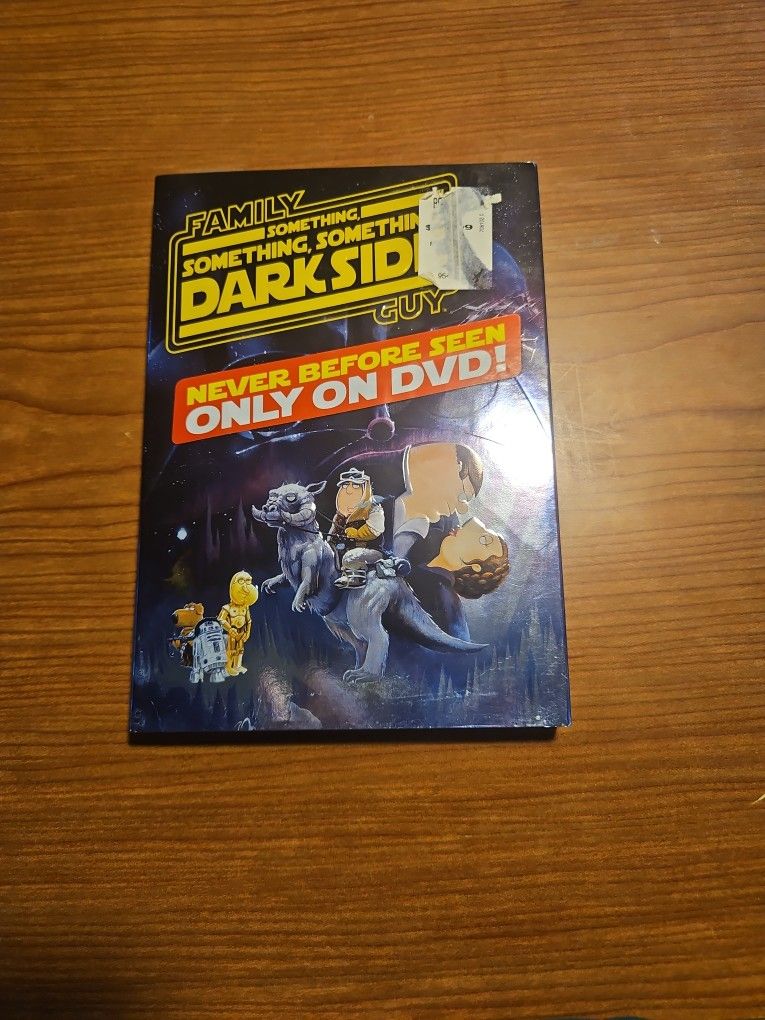 FAMILY
SOMETHING,
SOMETHING, SOMETHIN
DARK SID
GUY
NEVER BEFORE SEEN
ONLY ON DVD!